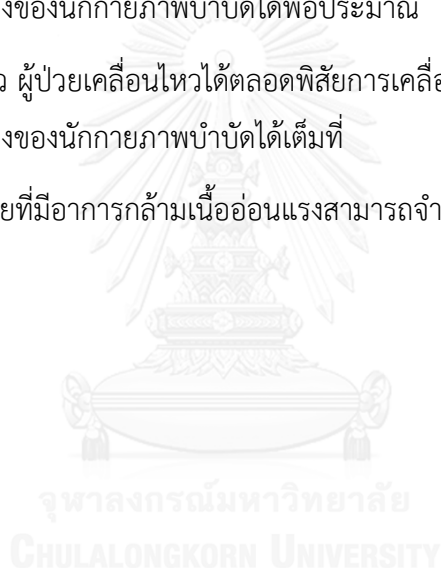 งของนักกายภาพบำบัดได้พอประมาณ
ว ผู้ป่วยเคลื่อนไหวได้ตลอดพิสัยการเคลื่อ
งของนักกายภาพบำบัดได้เต็มที่
ยที่มีอาการกล้ามเนื้ออ่อนแรงสามารถจำ
จุฬาลงกรณ์มหาวิทยาลัย
CHULALONGKORN UNIVERSITY